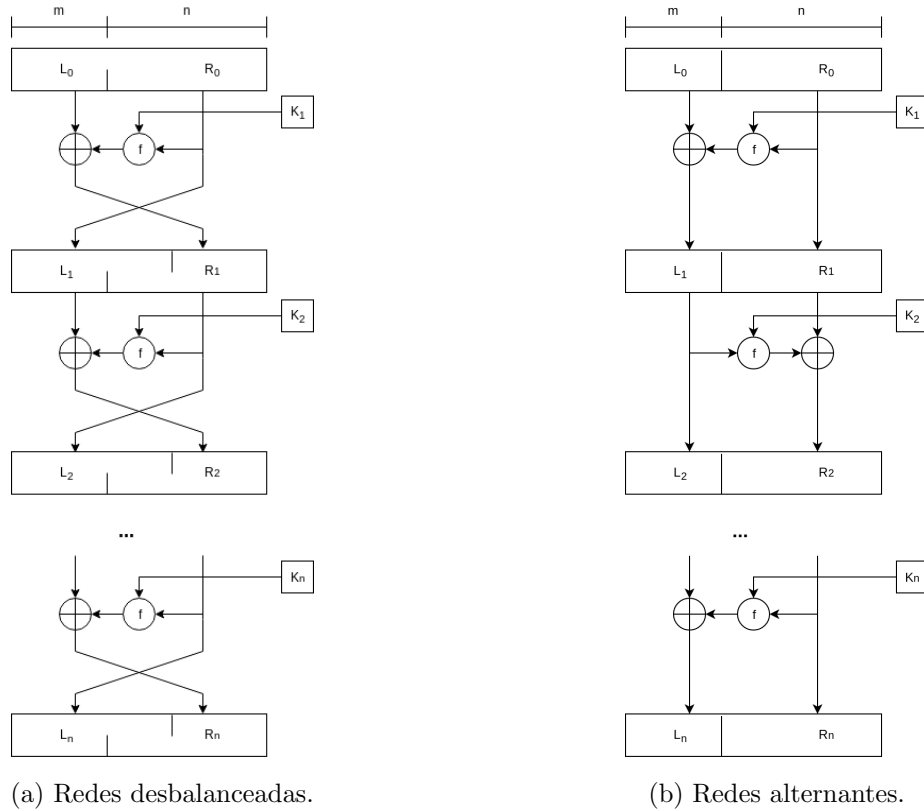 m n
L₀ R₀
K₁
f
L₁ R1
K₂
f
L₂ R2
...
Kn
f
Lₙ Rn
(a) Redes desbalanceadas.
m n
L₀ R₀
K₁
f
L₁ R1
K₂
f
L₂ R2
...
Kn
f
Lₙ Rn
(b) Redes alternantes.